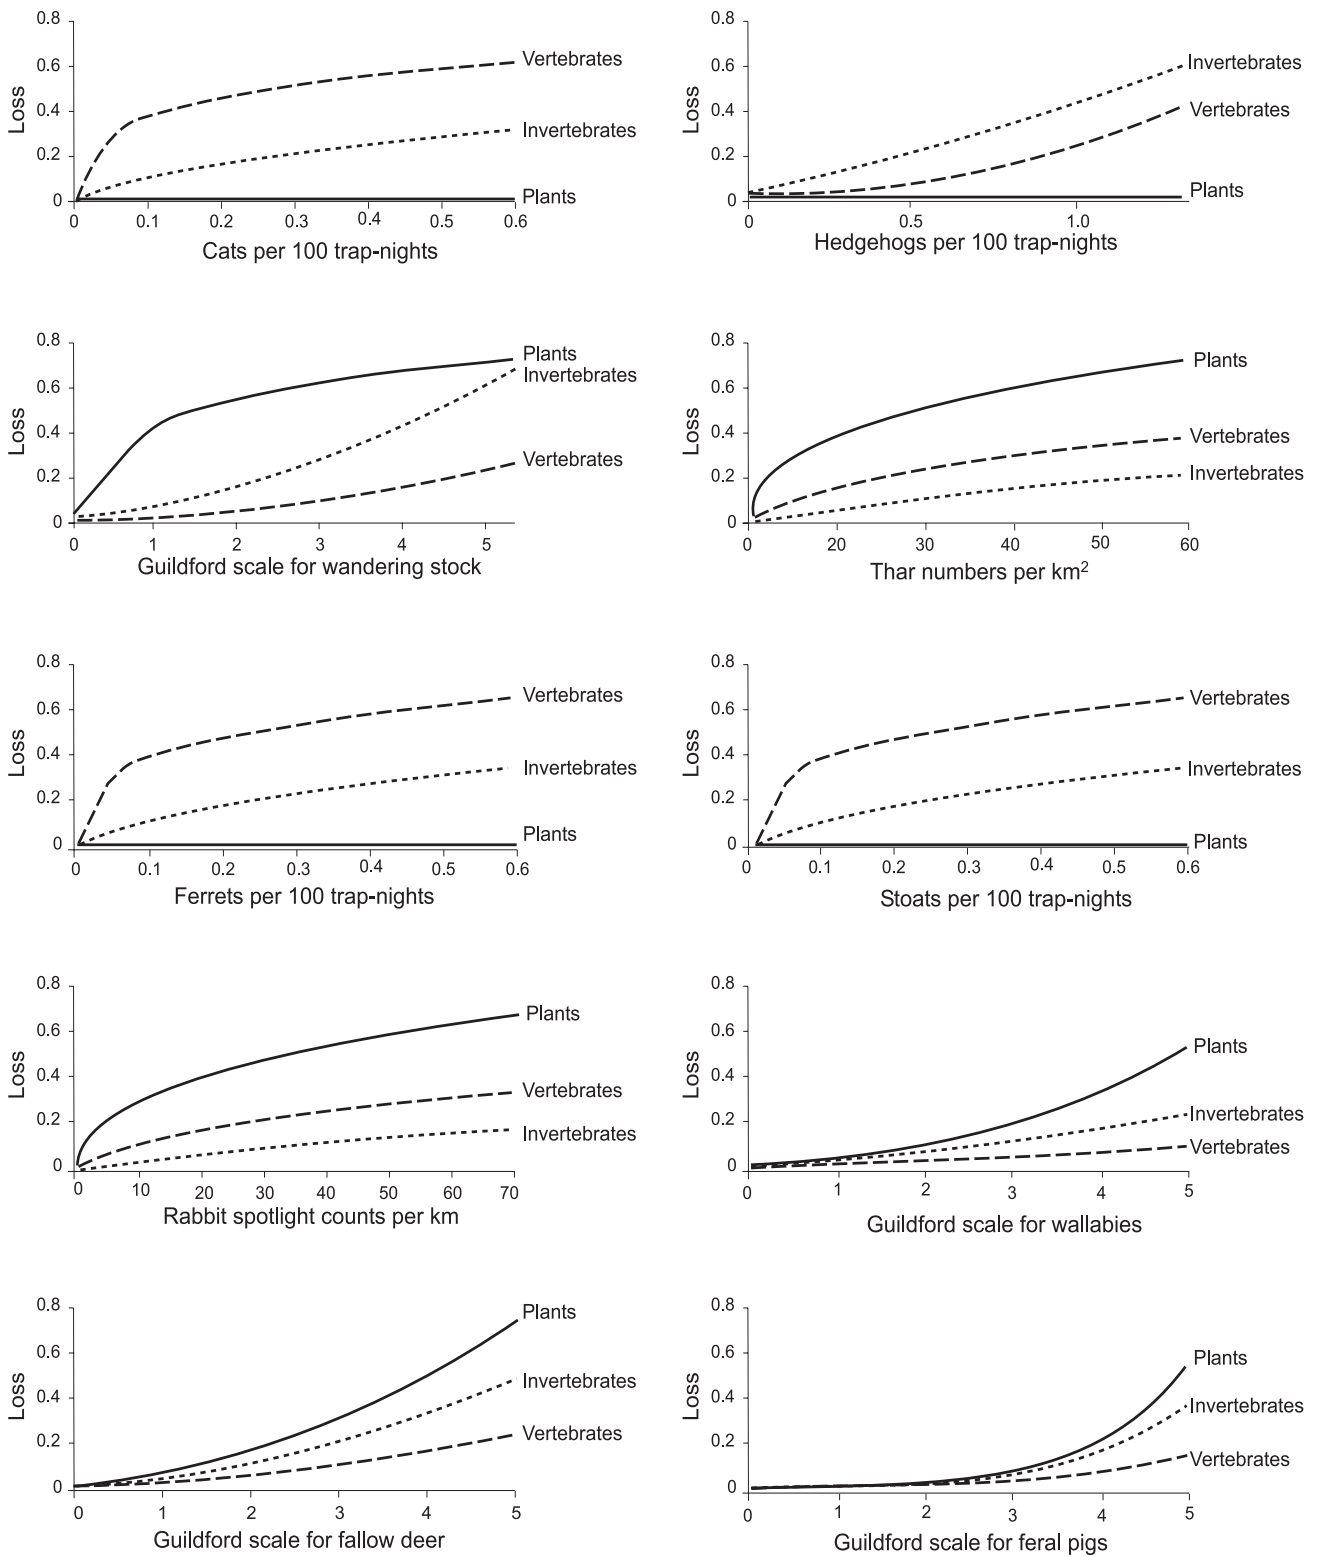 0.8
0.6
0.4
0.2
0
Loss
Vertebrates
Invertebrates
Plants
0 0.1 0.2 0.3 0.4 0.5 0.6
Cats per 100 trap-nights
0.8
0.6
0.4
0.2
0
Loss
Invertebrates
Vertebrates
Plants
0 0.5 1.0
Hedgehogs per 100 trap-nights
0.8
0.6
0.4
0.2
0
Loss
Plants
Invertebrates
Vertebrates
0 1 2 3 4 5
Guildford scale for wandering stock
0.8
0.6
0.4
0.2
0
Loss
Plants
Vertebrates
Invertebrates
0 20 30 40 50 60
Thar numbers per km²
0.8
0.6
0.4
0.2
0
Loss
Vertebrates
Invertebrates
Plants
0 0.1 0.2 0.3 0.4 0.5 0.6
Ferrets per 100 trap-nights
0.8
0.6
0.4
0.2
0
Loss
Vertebrates
Invertebrates
Plants
0 0.1 0.2 0.3 0.4 0.5 0.6
Stoats per 100 trap-nights
0.8
0.6
0.4
0.2
0
Loss
Plants
Vertebrates
Invertebrates
0 10 20 30 40 50 60 70
Rabbit spotlight counts per km
0.8
0.6
0.4
0.2
0
Loss
Plants
Invertebrates
Vertebrates
0 1 2 3 4 5
Guildford scale for wallabies
0.8
0.6
0.4
0.2
0
Loss
Plants
Invertebrates
Vertebrates
0 1 2 3 4 5
Guildford scale for fallow deer
0.8
0.6
0.4
0.2
0
Loss
Plants
Invertebrates
Vertebrates
0 1 2 3 4 5
Guildford scale for feral pigs